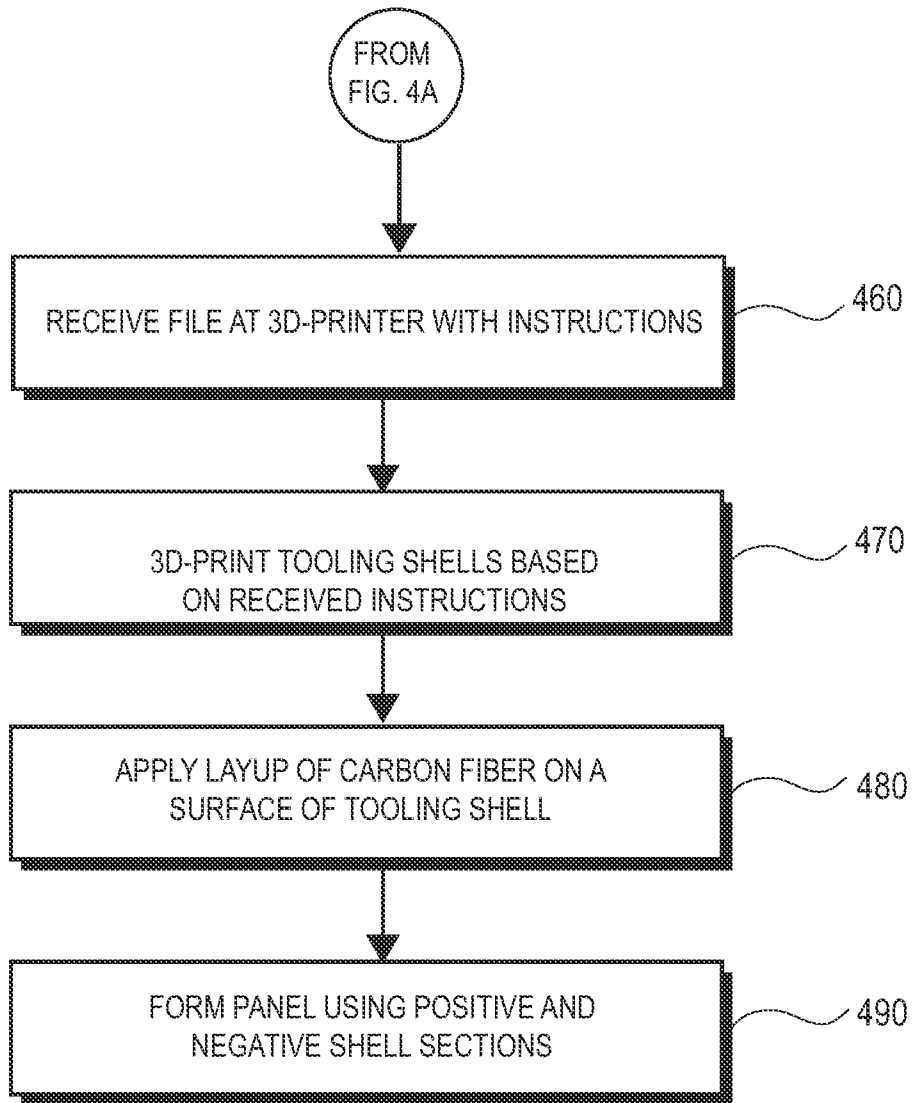 FROM
FIG. 4A
RECEIVE FILE AT 3D-PRINTER WITH INSTRUCTIONS
460
3D-PRINT TOOLING SHELLS BASED
ON RECEIVED INSTRUCTIONS
470
APPLY LAYUP OF CARBON FIBER ON A
SURFACE OF TOOLING SHELL
480
FORM PANEL USING POSITIVE AND
NEGATIVE SHELL SECTIONS
490